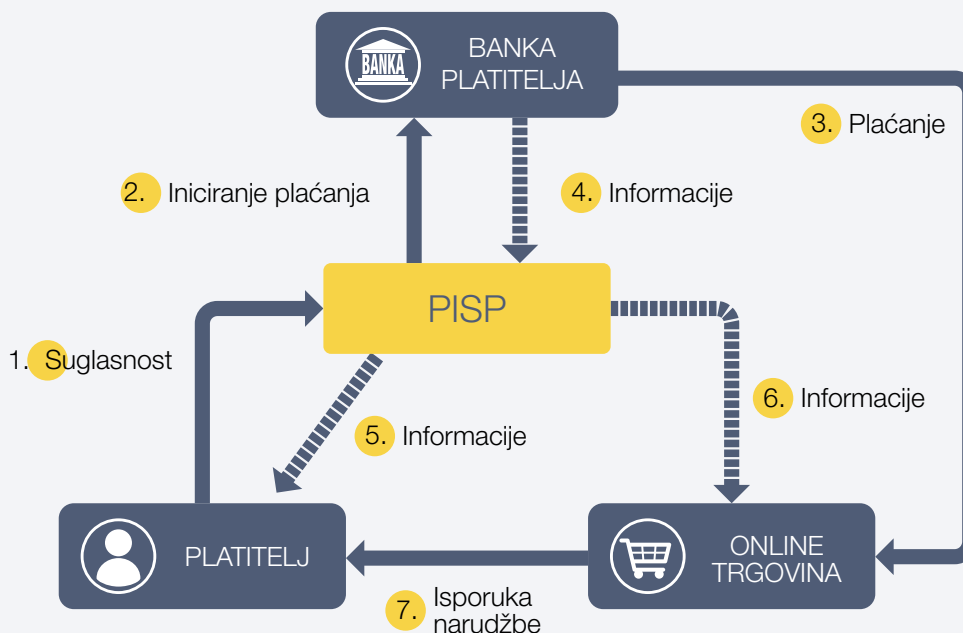 BANKA
BANKA
PLATITELJA
3. Plaćanje
2. Iniciranje plaćanja
4. Informacije
PISP
1. Suglasnost
6. Informacije
5. Informacije
PLATITELJ
ONLINE
TRGOVINA
7. Isporuka
narudžbe